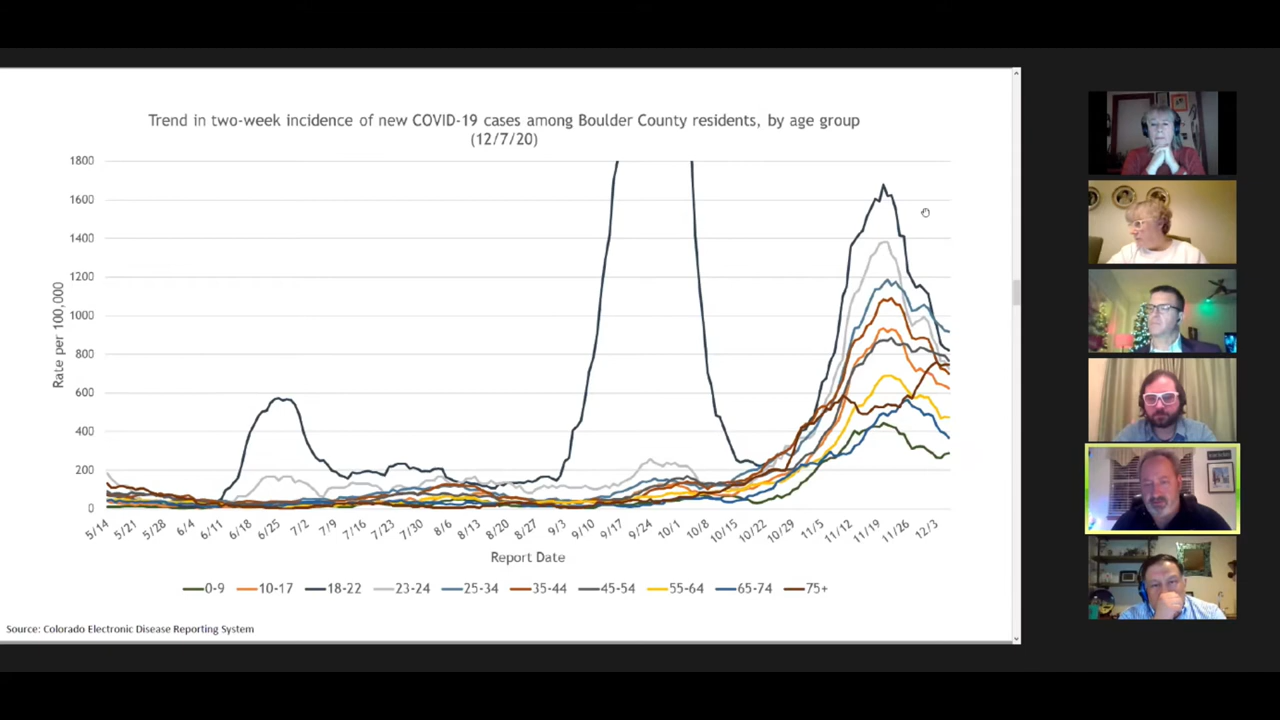 Trend in two-week incidence of new COVID-19 cases among Boulder County residents, by age group
(12/7/20)
1800
1600
1400
1200
1000
800
600
400
200
0
Rate per 100,000
5/14 5/21 5/28 6/4 6/11 6/18 6/25 7/2 7/9 7/16 7/23 7/30 8/6 8/13 8/20 8/27 9/3 9/10 9/17 9/24 10/1 10/8 10/15 10/22 10/29 11/5 11/12 11/19 11/26 12/3
Report Date
0-9 10-17 18-22 23-24 25-34 35-44 45-54 55-64 65-74 75+
Source: Colorado Electronic Disease Reporting System